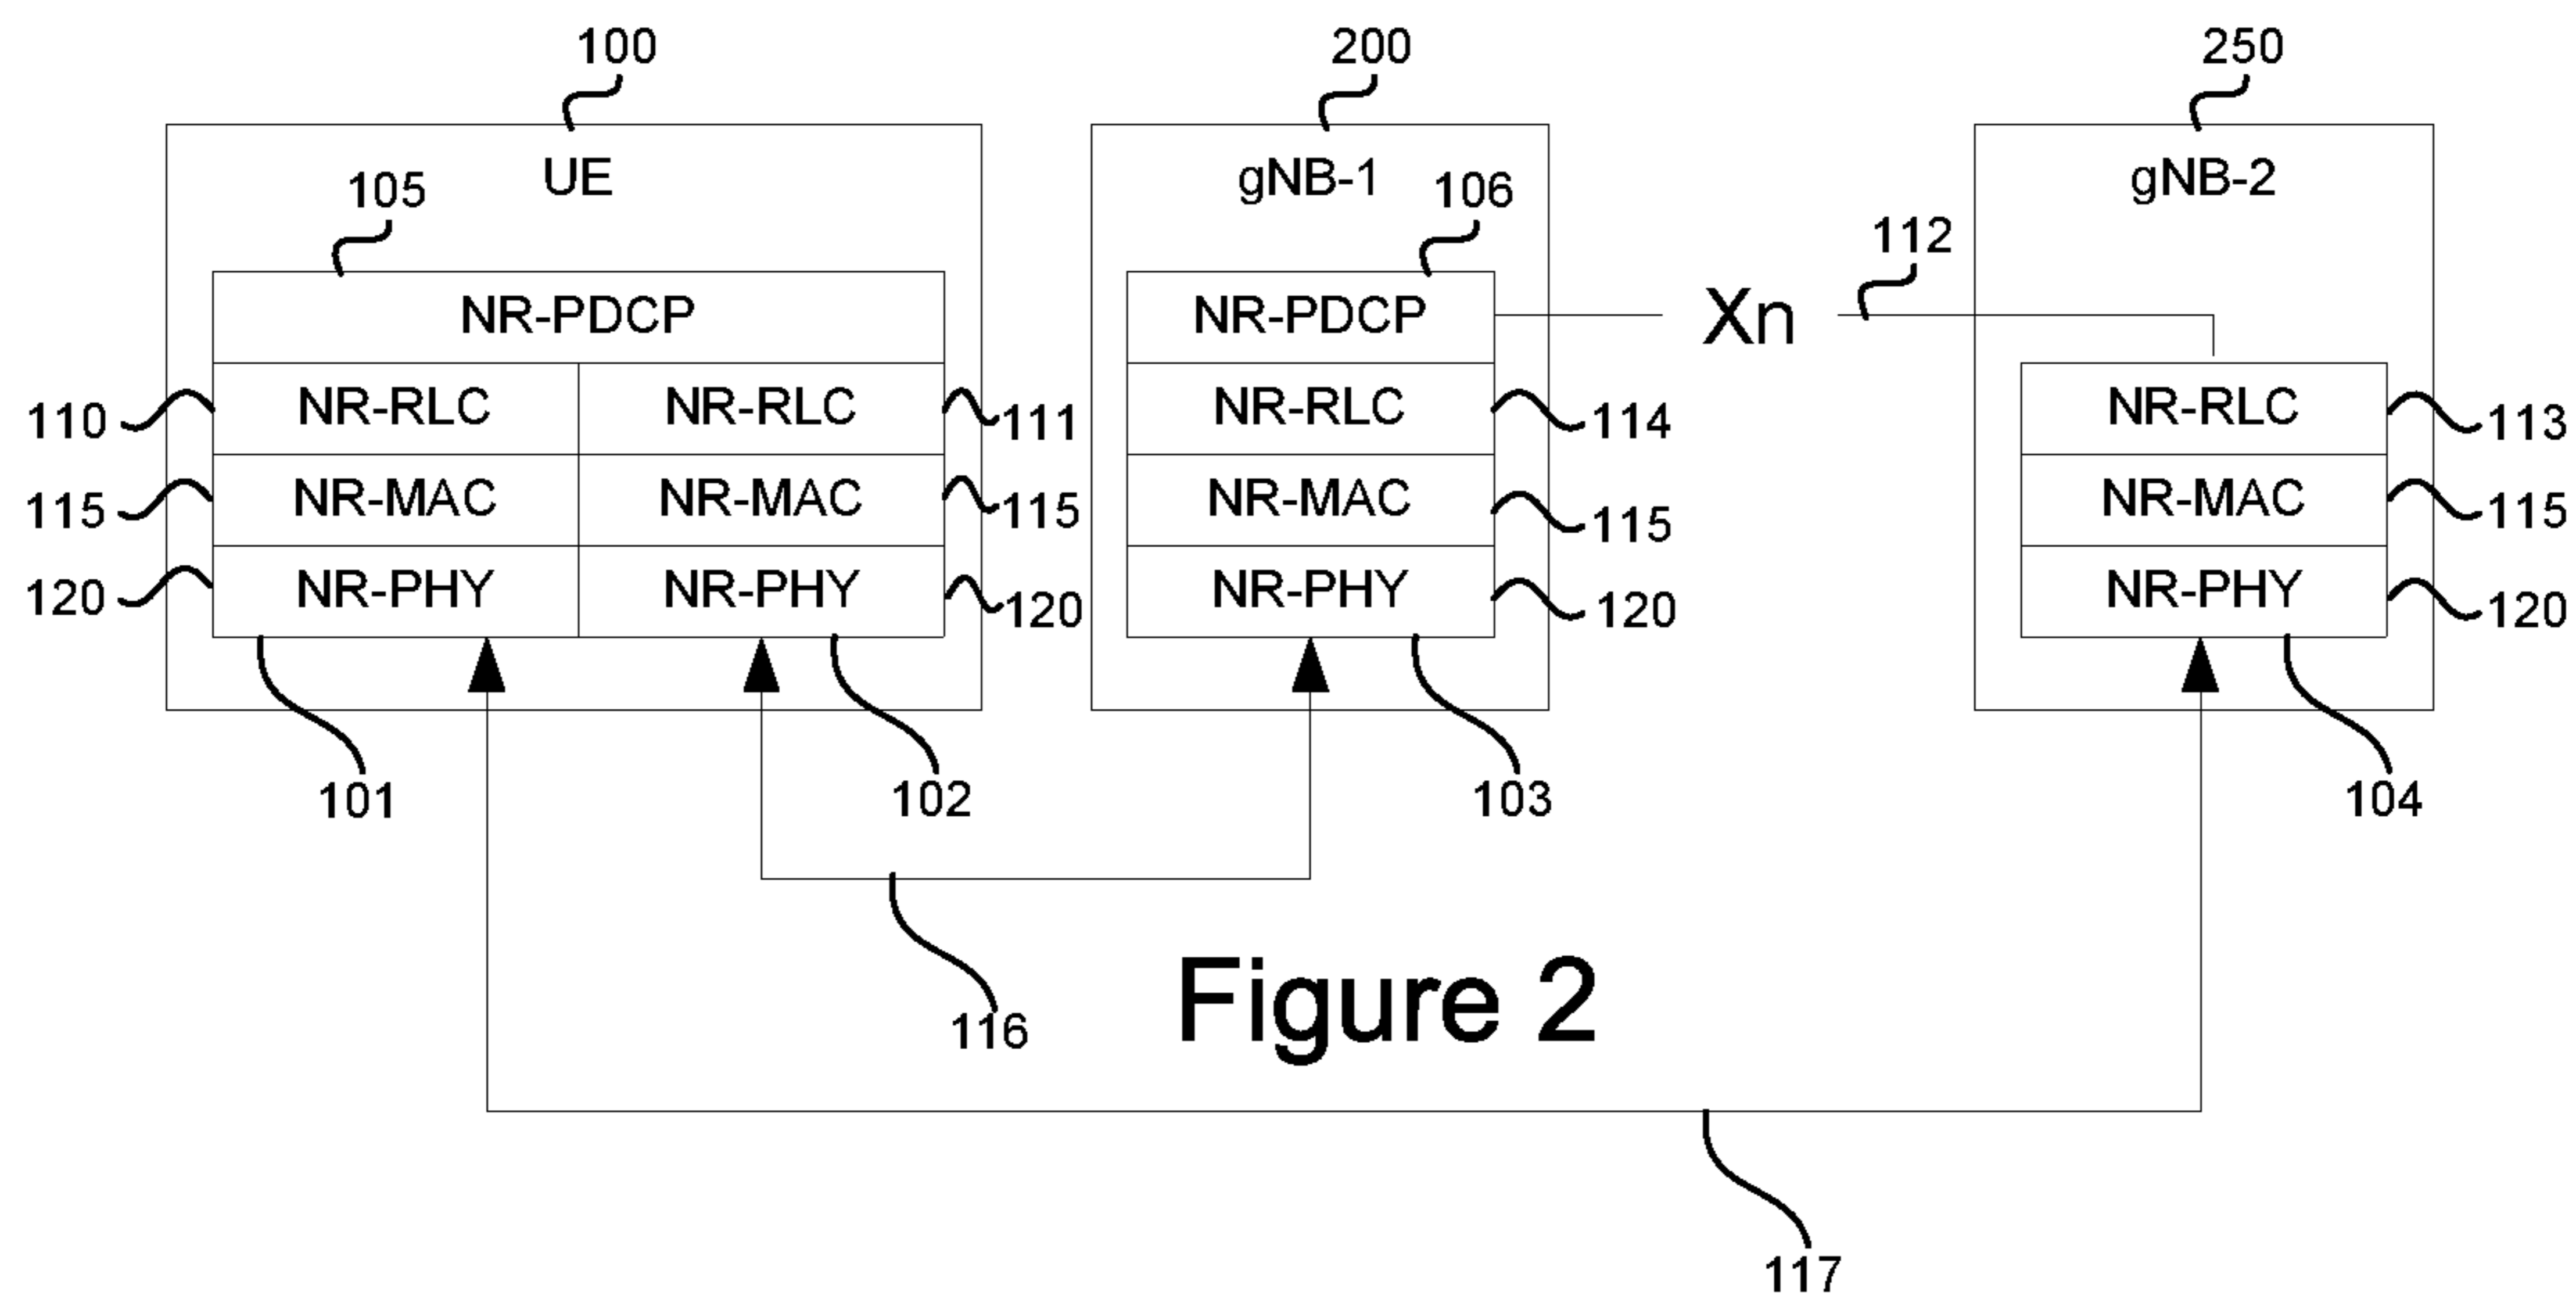 100 200 250
UE gNB-1 gNB-2
105 106
112
NR-PDCP NR-PDCP Xn
110 NR-RLC NR-RLC 111 NR-RLC 114 NR-RLC 113
115 NR-MAC NR-MAC 115 NR-MAC 115 NR-MAC 115
120 NR-PHY NR-PHY 120 NR-PHY 120 NR-PHY 120
101 102 103 104
116
Figure 2
117